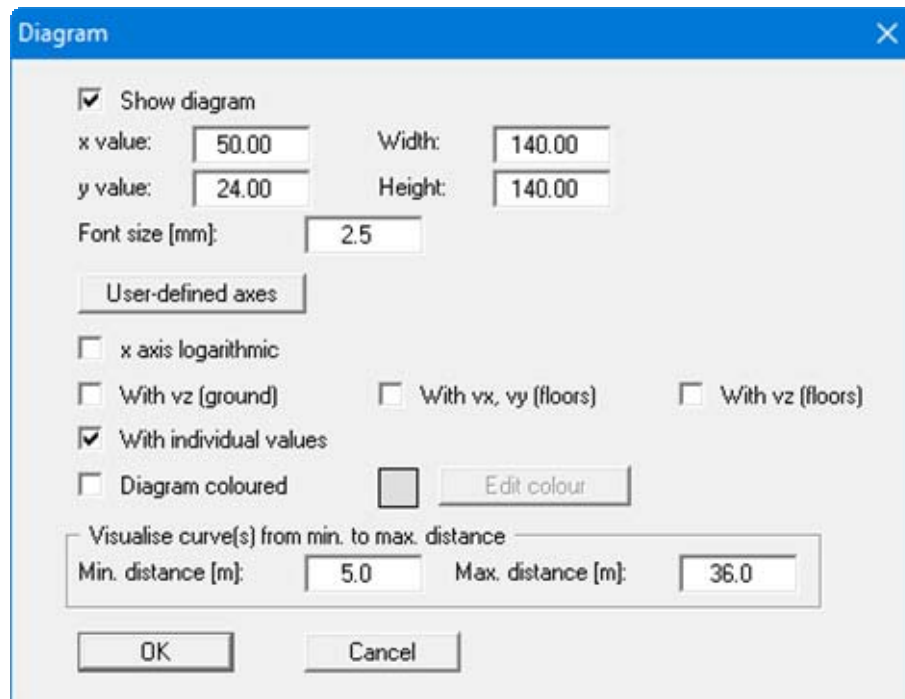 Diagram
Show diagram
x value: 50.00 Width: 140.00
y value: 24.00 Height: 140.00
Font size [mm]: 2.5
User-defined axes
x axis logarithmic
With vz (ground) With vx, vy (floors) With vz (floors)
With individual values
Diagram coloured Edit colour
Visualise curve(s) from min. to max. distance
Min. distance [m]: 5.0 Max. distance [m]: 36.0
OK Cancel